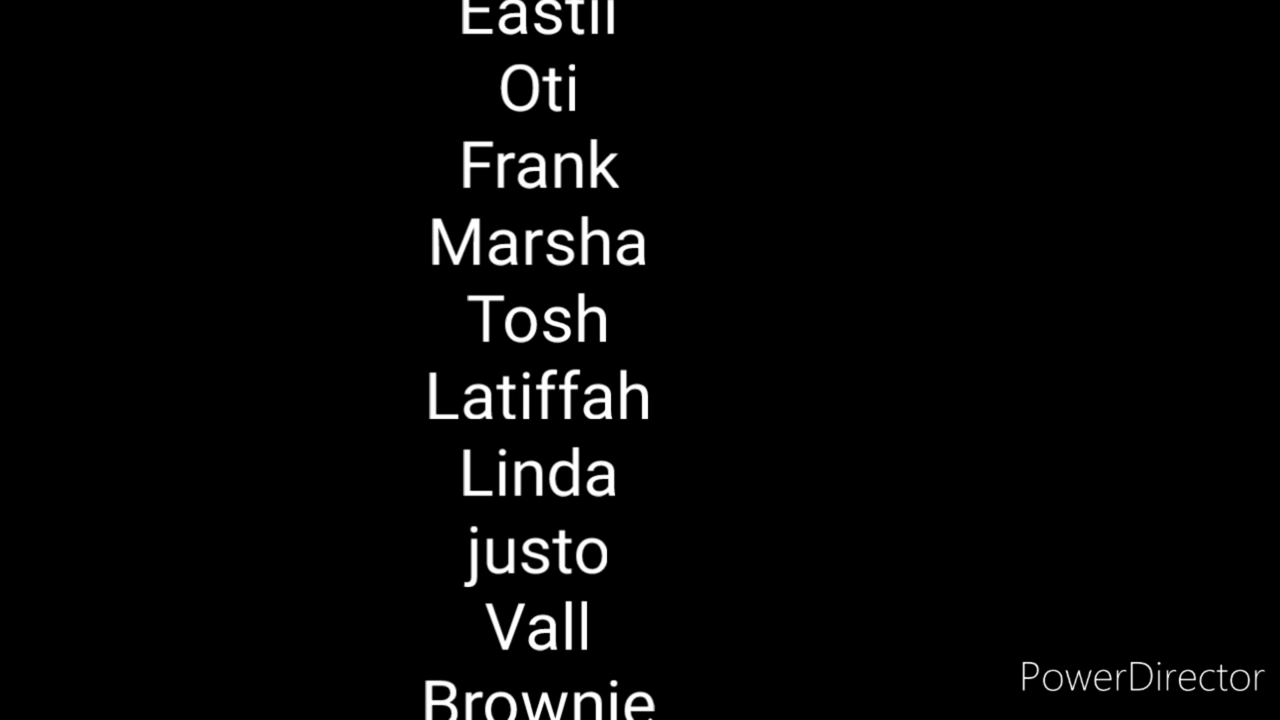 Oti
Frank
Marsha
Tosh
Latiffah
Linda
justo
Vall
Brownie
PowerDirector